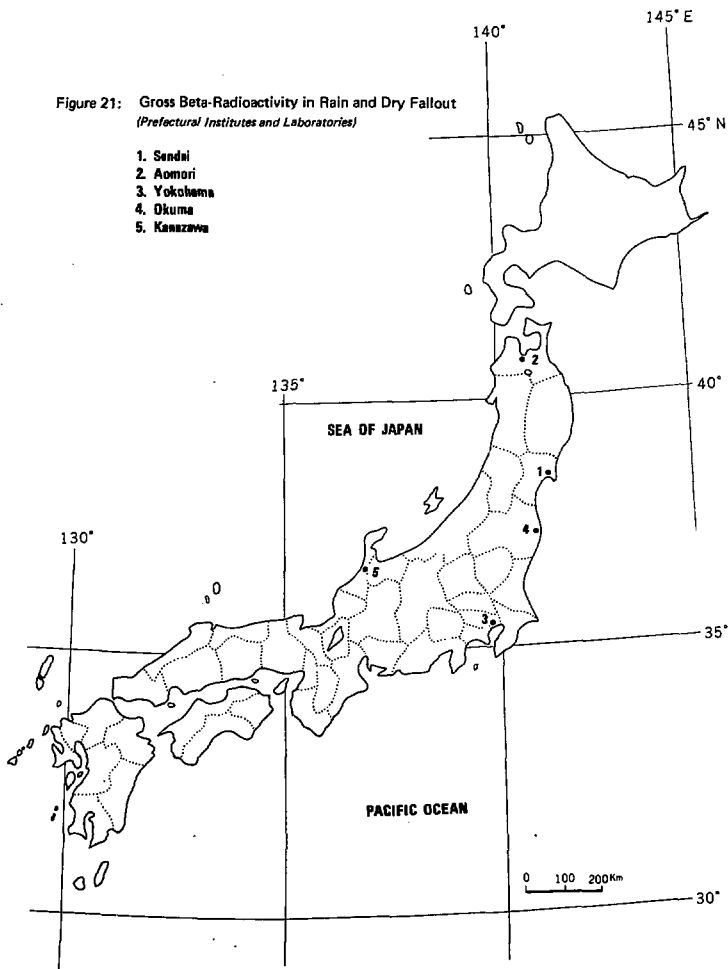 140°
145° E
Figure 21: Gross Beta-Radioactivity in Rain and Dry Fallout
(Prefectural Institutes and Laboratories)
1. Sendai
2. Aomori
3. Yokohama
4. Okuma
5. Kanazawa
45° N
2
40°
135°
SEA OF JAPAN
1
4
130°
5
3
35°
PACIFIC OCEAN
0 100 200Km
30°